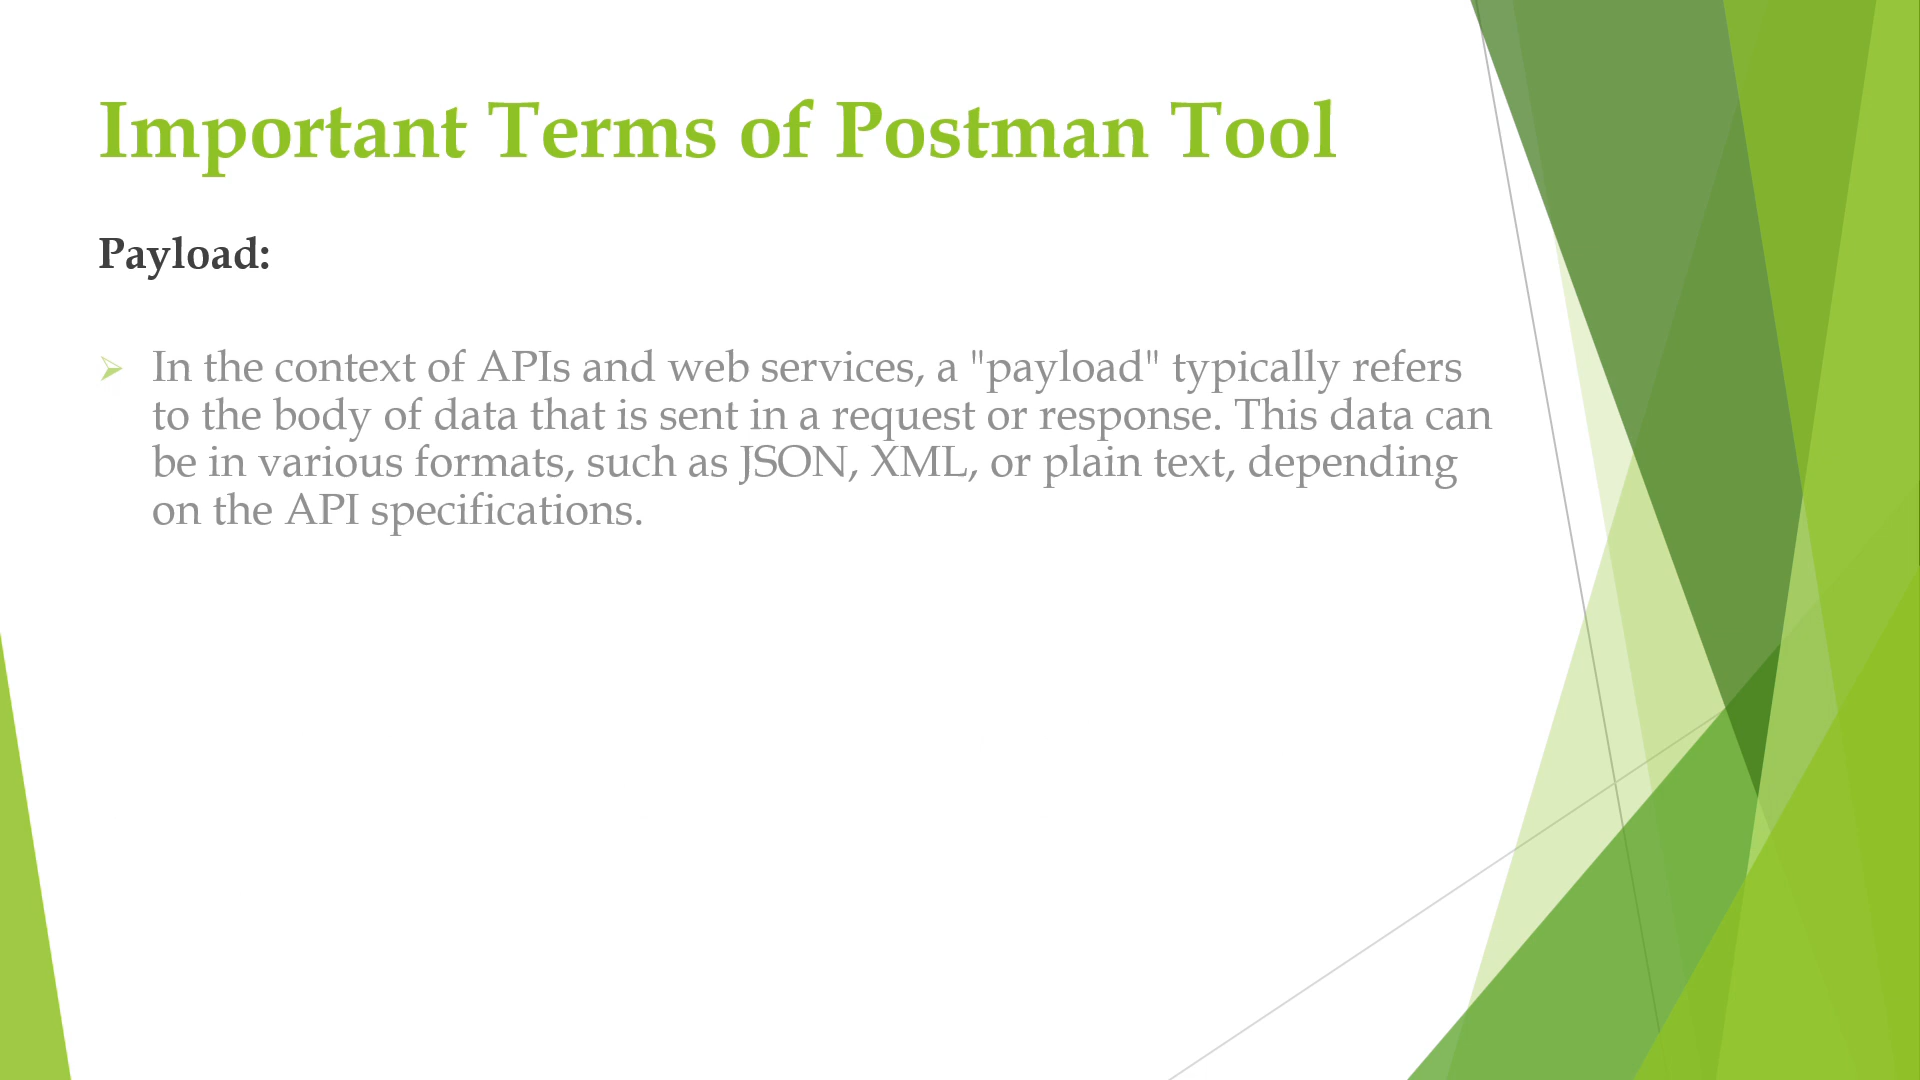 Important Terms of Postman Tool
Payload:
In the context of APIs and web services, a "payload" typically refers
to the body of data that is sent in a request or response. This data can
be in various formats, such as JSON, XML, or plain text, depending
on the API specifications.